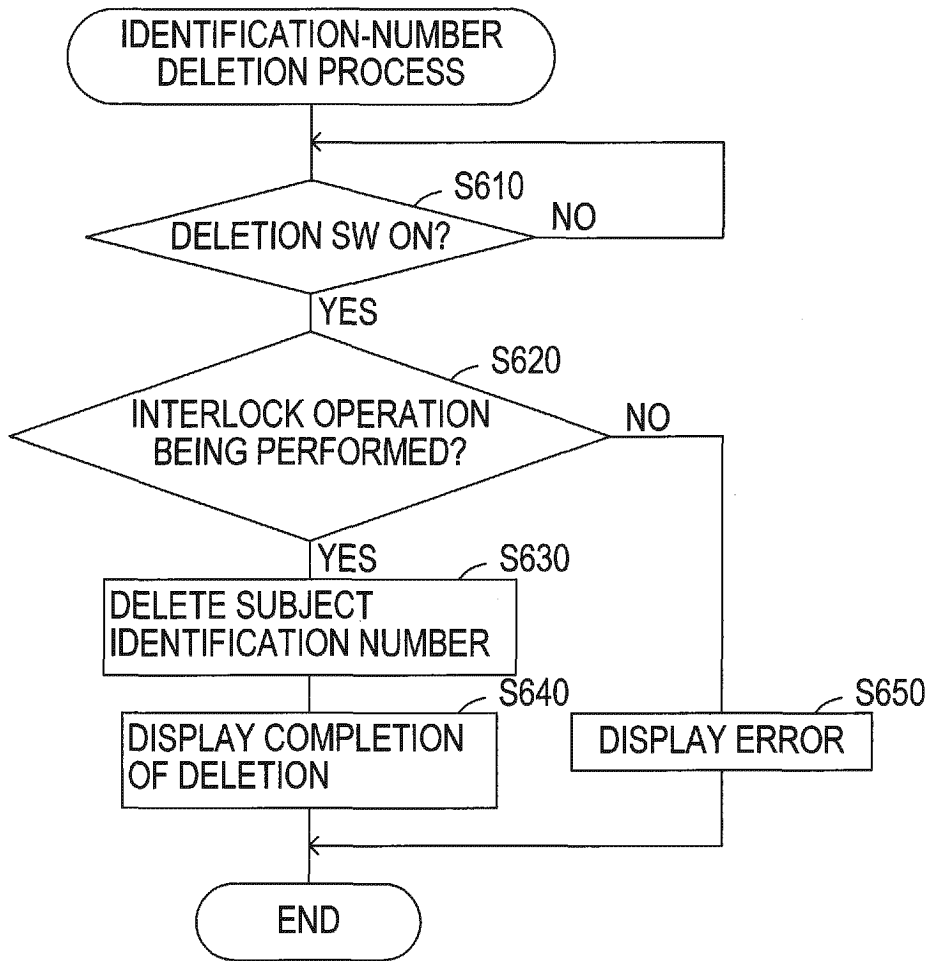 IDENTIFICATION-NUMBER
DELETION PROCESS
S610
DELETION SW ON?
NO
YES
S620
INTERLOCK OPERATION
BEING PERFORMED?
NO
YES
S630
DELETE SUBJECT
IDENTIFICATION NUMBER
S640
DISPLAY COMPLETION
OF DELETION
S650
DISPLAY ERROR
END